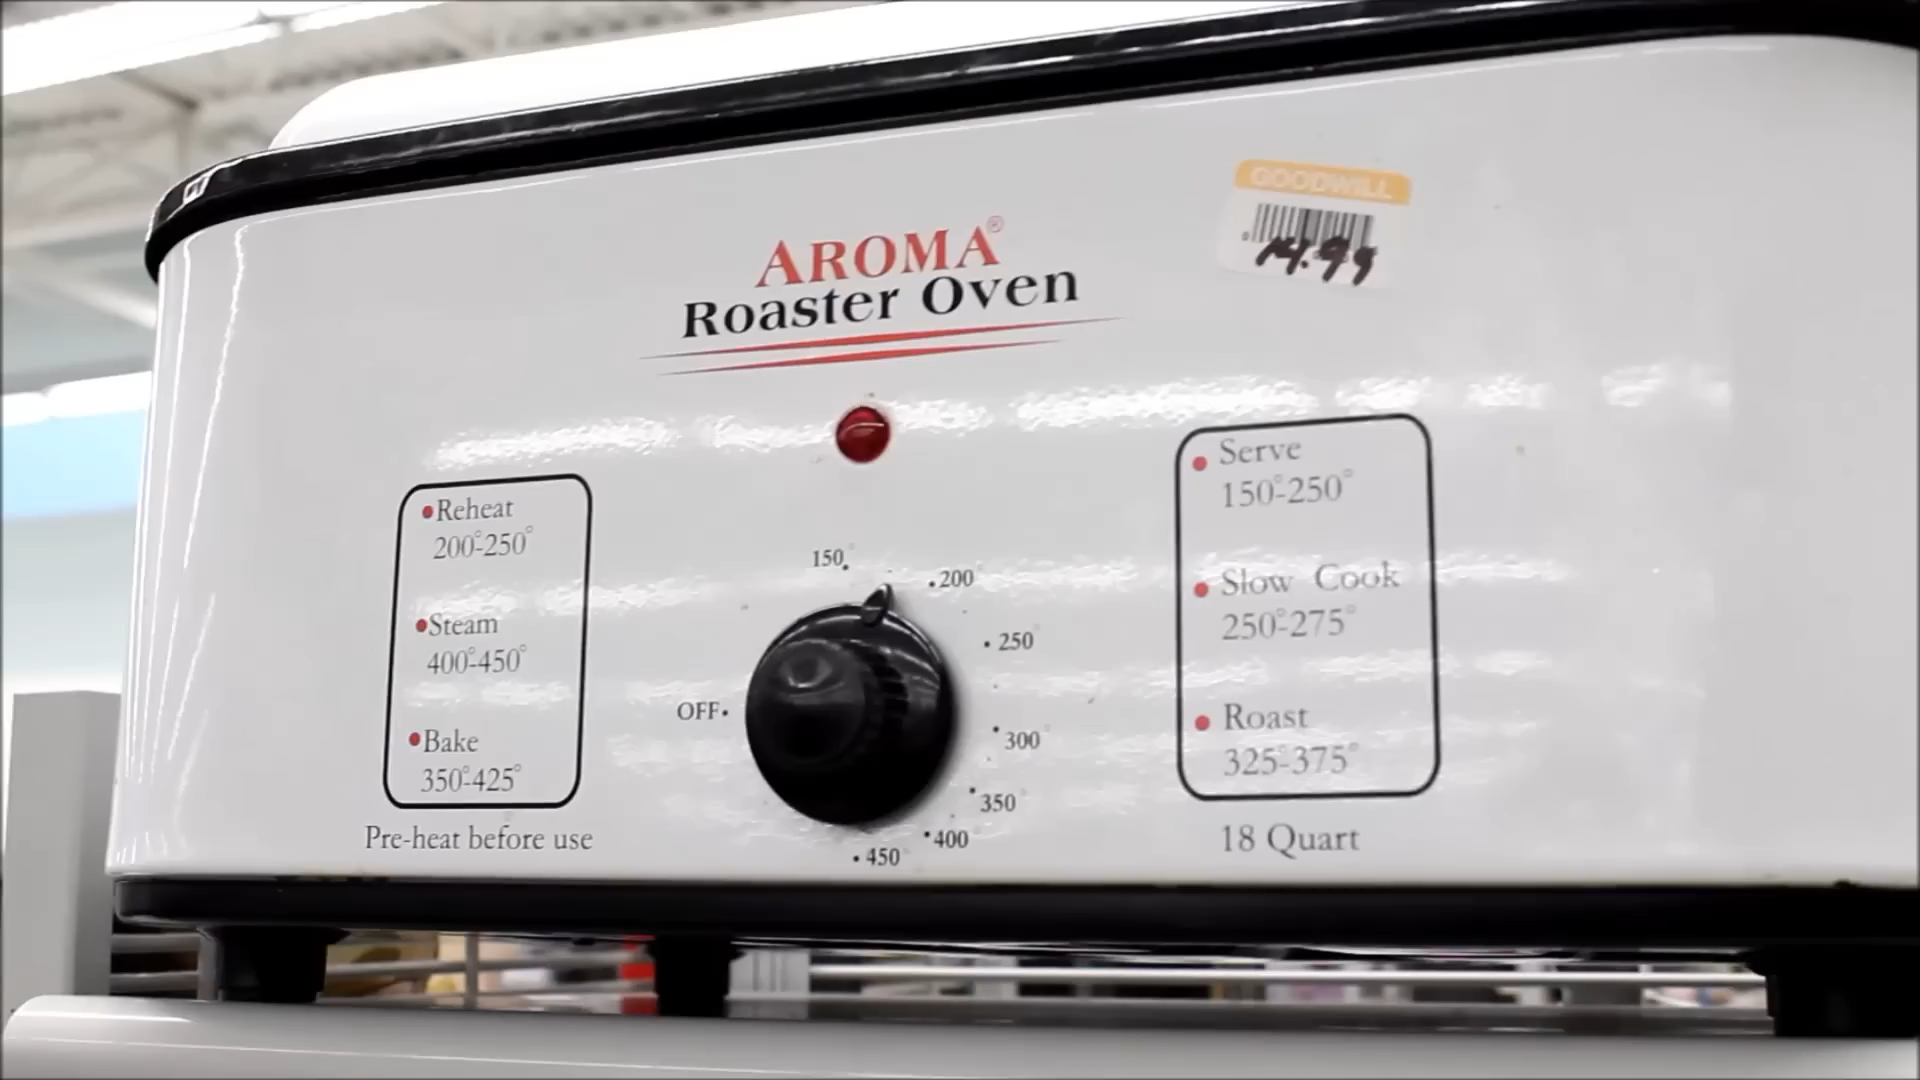 GOODWILL
14.99
AROMA®
Roaster Oven
•Reheat
200°-250°
•Steam
400°-450°
•Bake
350°-425°
Pre-heat before use
150°
200°
250°
300°
350°
400°
450°
OFF
• Serve
150°-250°
• Slow Cook
250°-275°
• Roast
325°-375°
18 Quart